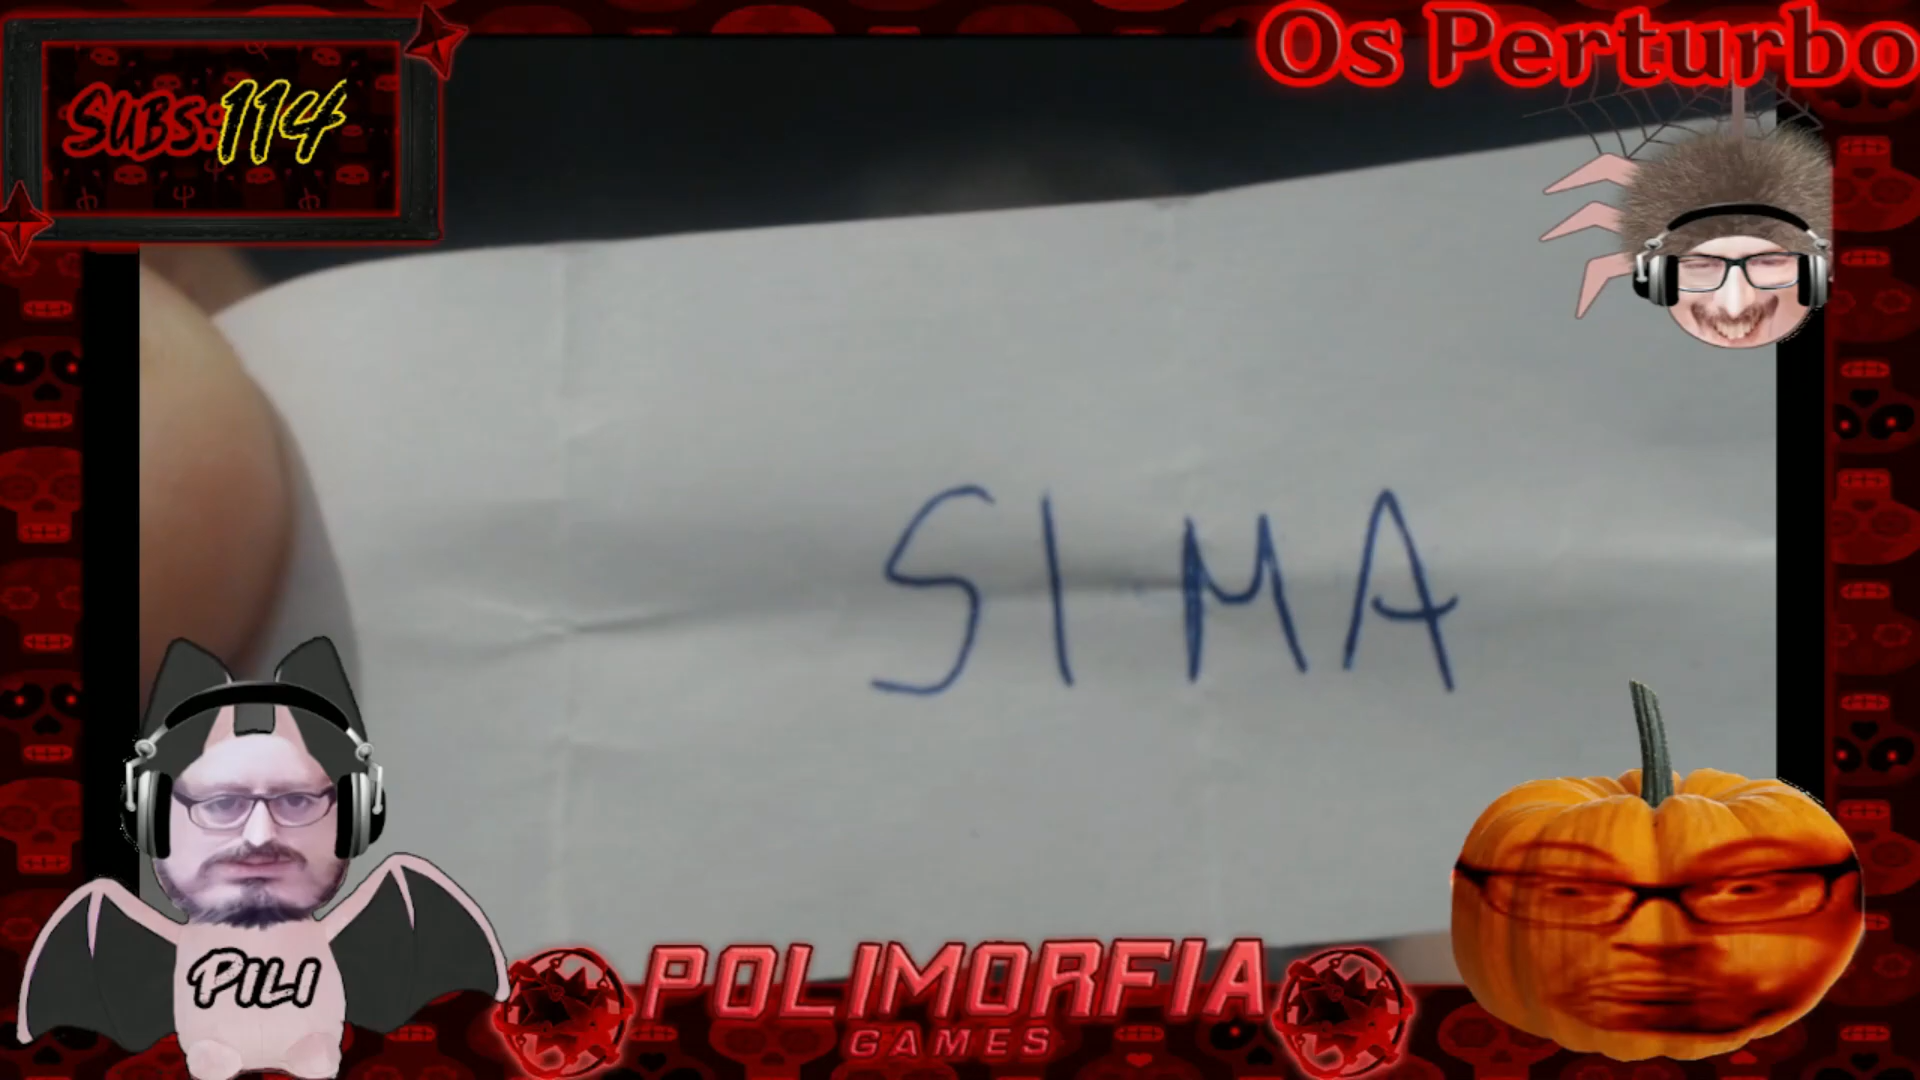 Os Perturbo
SUBS:114
SIMA
PILI
POLIMORFIA
GAMES